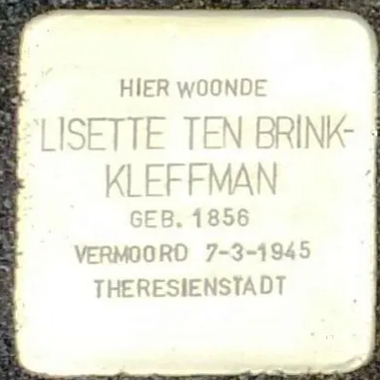 HIER WOONDE
LISETTE TEN BRINK-
KLEFFMAN
GEB. 1856
VERMOORD 7-3-1945
THERESIENSTADT